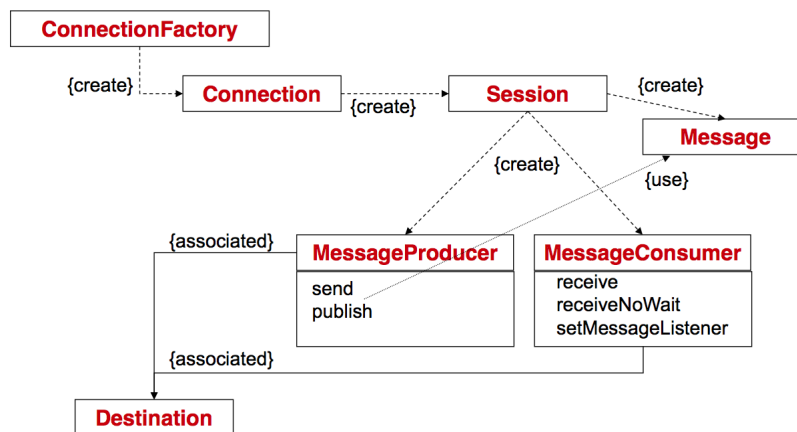 ConnectionFactory
{create}
Connection
{create}
Session
{create}
Message
{create}
{use}
{associated}
MessageProducer
send
publish
MessageConsumer
receive
receiveNoWait
setMessageListener
{associated}
Destination